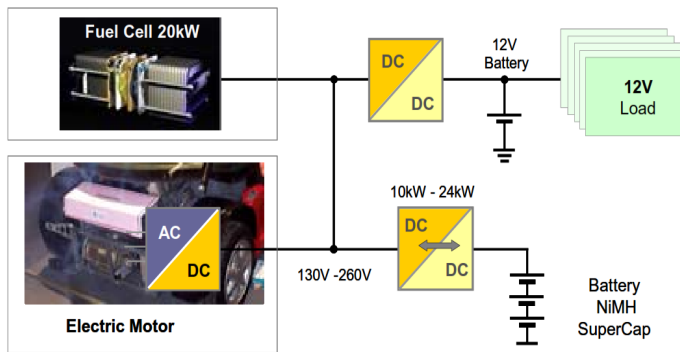 Fuel Cell 20kW
DC
DC
12V
Battery
12V
Load
AC
DC
Electric Motor
130V -260V
10kW - 24kW
DC
DC
Battery
NiMH
SuperCap